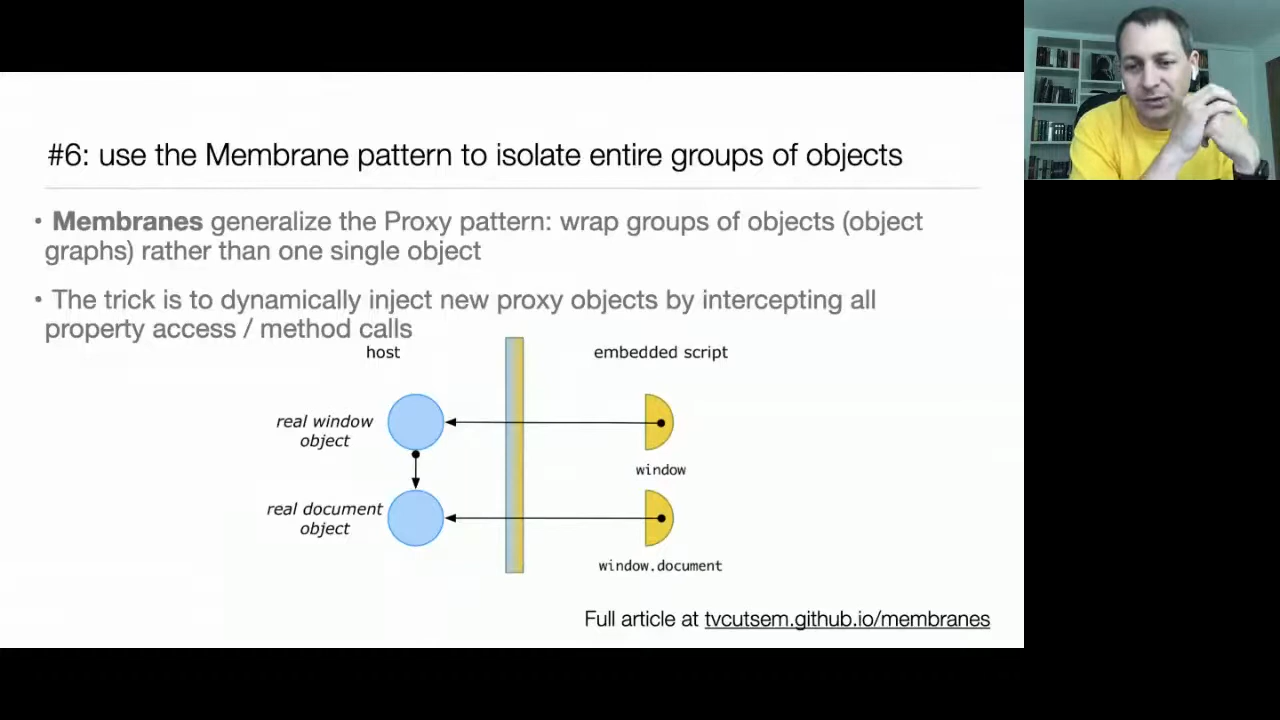 #6: use the Membrane pattern to isolate entire groups of objects
• Membranes generalize the Proxy pattern: wrap groups of objects (object
graphs) rather than one single object
• The trick is to dynamically inject new proxy objects by intercepting all
property access / method calls
host
embedded script
real window
object
window
real document
object
window.document
Full article at tvcutsem.github.io/membranes